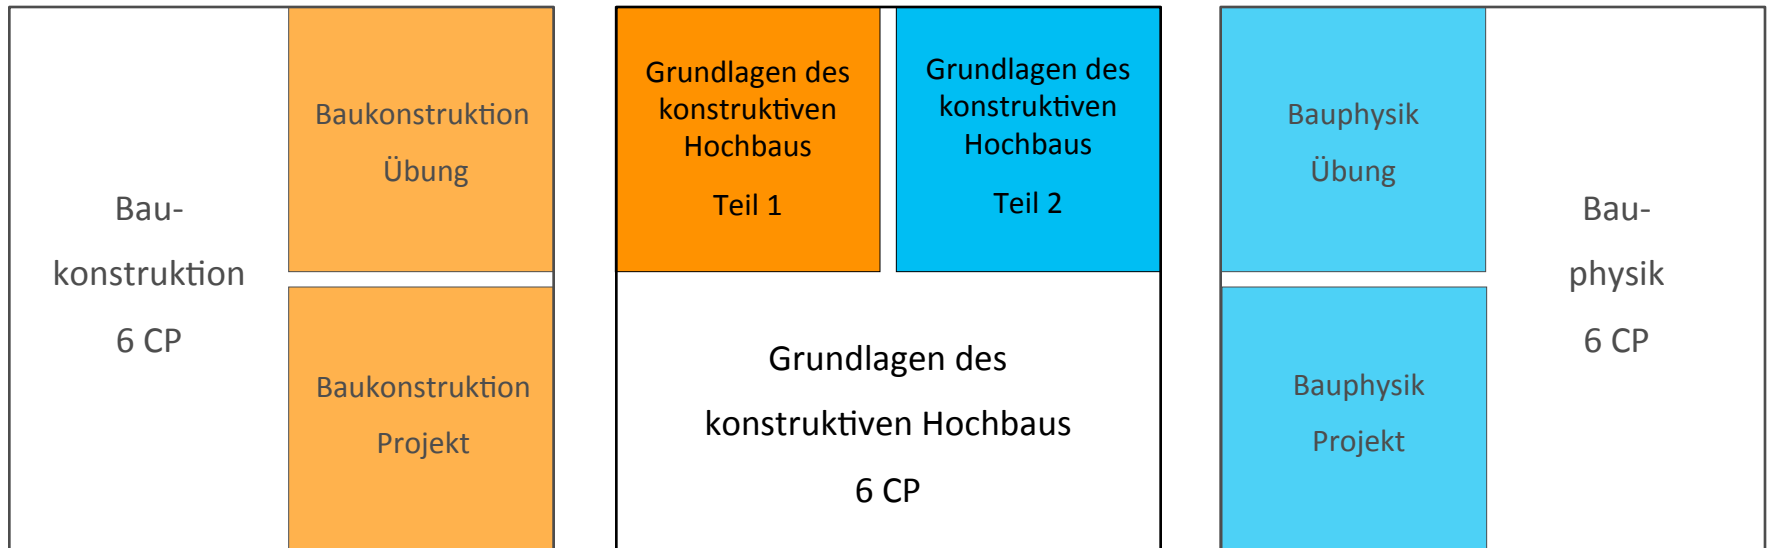 Bau-
konstruktion
6 CP
Baukonstruktion
Übung
Baukonstruktion
Projekt
Grundlagen des
konstruktiven
Hochbaus
Teil 1
Grundlagen des
konstruktiven
Hochbaus
Teil 2
Grundlagen des
konstruktiven Hochbaus
6 CP
Bauphysik
Übung
Bauphysik
Projekt
Bau-
physik
6 CP